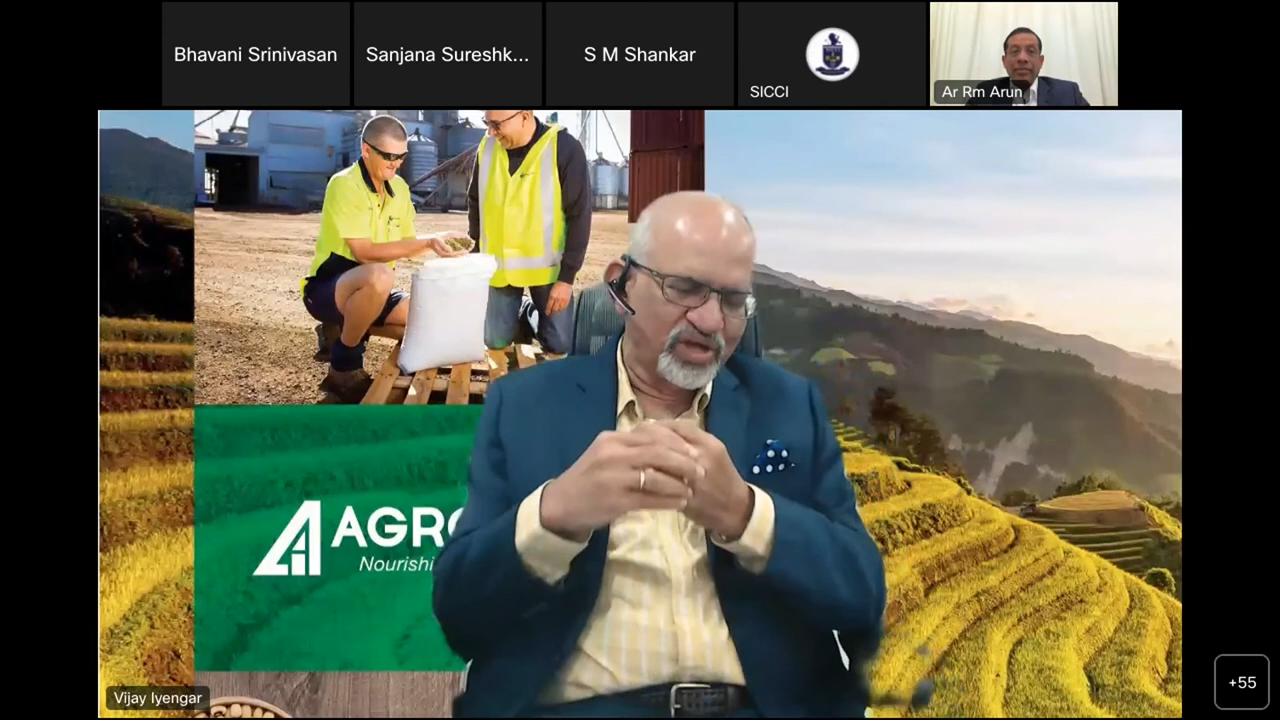 Bhavani Srinivasan
Sanjana Sureshk...
S M Shankar
SICCI
Ar Rm Arun
AGRO
Nourishi
Vijay Iyengar
+55